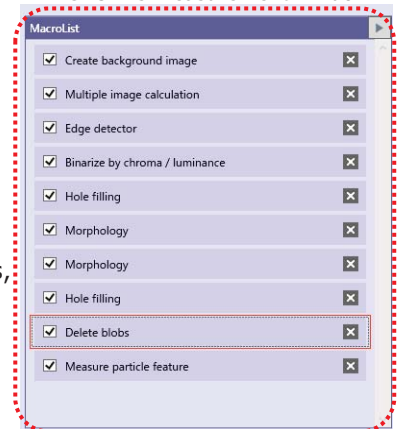 MacroList
Create background image
Multiple image calculation
Edge detector
Binarize by chroma / luminance
Hole filling
Morphology
Morphology
Hole filling
Delete blobs
Measure particle feature